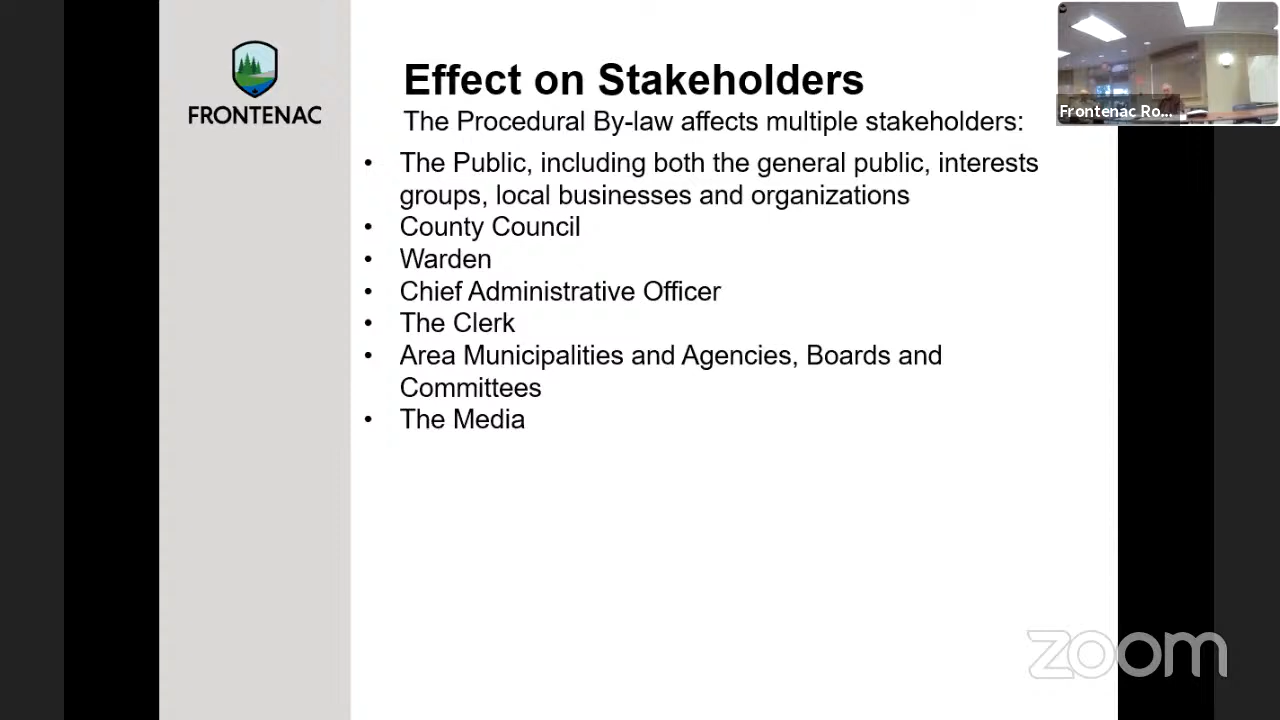 FRONTENAC
Effect on Stakeholders
The Procedural By-law affects multiple stakeholders:
• The Public, including both the general public, interests
groups, local businesses and organizations
• County Council
• Warden
• Chief Administrative Officer
• The Clerk
• Area Municipalities and Agencies, Boards and
Committees
• The Media
Frontenac Ro...
zoom